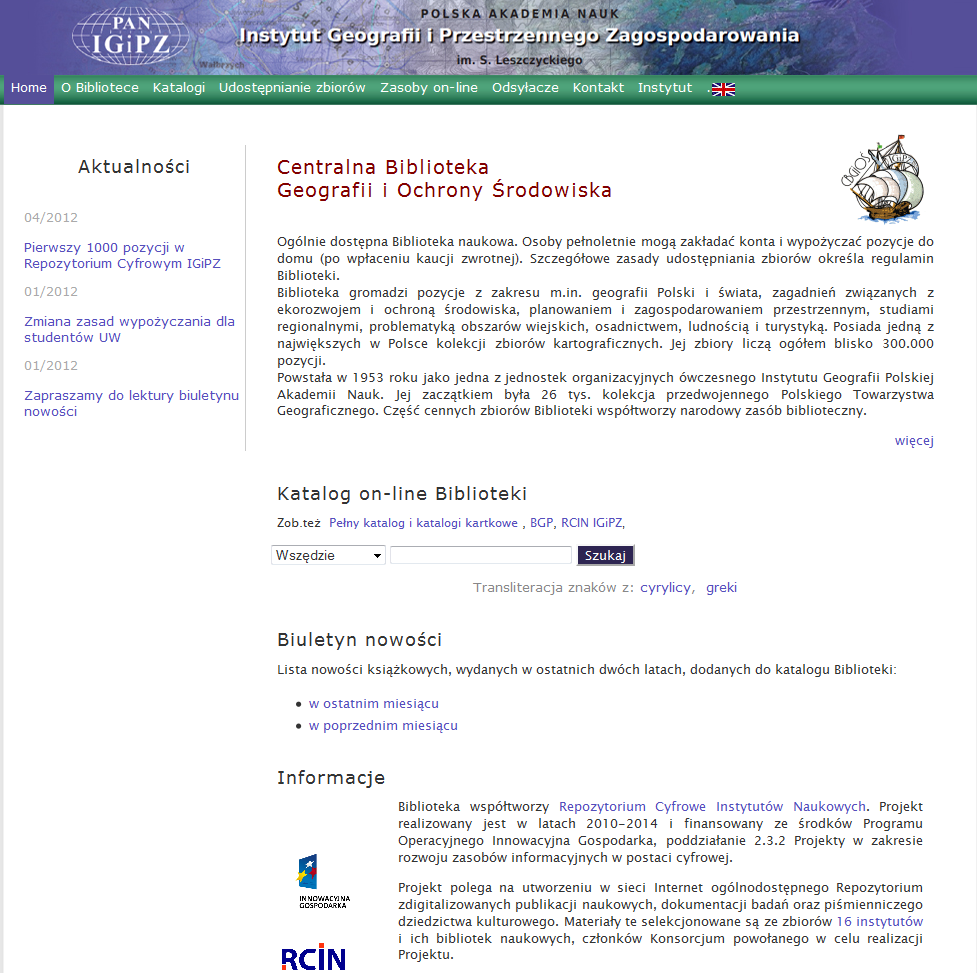 PAN
IGiPZ
POLSKA AKADEMIA NAUK
Instytut Geografii i Przestrzennego Zagospodarowania
im. S. Leszczyckiego
Wałbrzych
Home O Bibliotece Katalogi Udostępnianie zbiorów Zasoby on-line Odsyłacze Kontakt Instytut .
Aktualności
04/2012
Pierwszy 1000 pozycji w
Repozytorium Cyfrowym IGiPZ
01/2012
Zmiana zasad wypożyczania dla
studentów UW
01/2012
Zapraszamy do lektury biuletynu
nowości
Centralna Biblioteka
Geografii i Ochrony Środowiska
CBGiOŚ
IGiPZ
Ogólnie dostępna Biblioteka naukowa. Osoby pełnoletnie mogą zakładać konta i wypożyczać pozycje do
domu (po wpłaceniu kaucji zwrotnej). Szczegółowe zasady udostępniania zbiorów określa regulamin
Biblioteki.
Biblioteka gromadzi pozycje z zakresu m.in. geografii Polski i świata, zagadnień związanych z
ekorozwojem i ochroną środowiska, planowaniem i zagospodarowaniem przestrzennym, studiami
regionalnymi, problematyką obszarów wiejskich, osadnictwem, ludnością i turystyką. Posiada jedną z
największych w Polsce kolekcji zbiorów kartograficznych. Jej zbiory liczą ogółem blisko 300.000
pozycji.
Powstała w 1953 roku jako jedna z jednostek organizacyjnych ówczesnego Instytutu Geografii Polskiej
Akademii Nauk. Jej zaczątkiem była 26 tys. kolekcja przedwojennego Polskiego Towarzystwa
Geograficznego. Część cennych zbiorów Biblioteki współtworzy narodowy zasób biblioteczny.
więcej
Katalog on-line Biblioteki
Zob.też Pełny katalog i katalogi kartkowe , BGP, RCIN IGiPZ,
Wszędzie Szukaj
Transliteracja znaków z: cyrylicy, greki
Biuletyn nowości
Lista nowości książkowych, wydanych w ostatnich dwóch latach, dodanych do katalogu Biblioteki:
• w ostatnim miesiącu
• w poprzednim miesiącu
Informacje
Biblioteka współtworzy Repozytorium Cyfrowe Instytutów Naukowych. Projekt
realizowany jest w latach 2010-2014 i finansowany ze środków Programu
Operacyjnego Innowacyjna Gospodarka, poddziałanie 2.3.2 Projekty w zakresie
rozwoju zasobów informacyjnych w postaci cyfrowej.
INNOWACYJNA
GOSPODARKA
Projekt polega na utworzeniu w sieci Internet ogólnodostępnego Repozytorium
zdigitalizowanych publikacji naukowych, dokumentacji badań oraz piśmienniczego
dziedzictwa kulturowego. Materiały te selekcjonowane są ze zbiorów 16 instytutów
i ich bibliotek naukowych, członków Konsorcjum powołanego w celu realizacji
Projektu.
RCIN